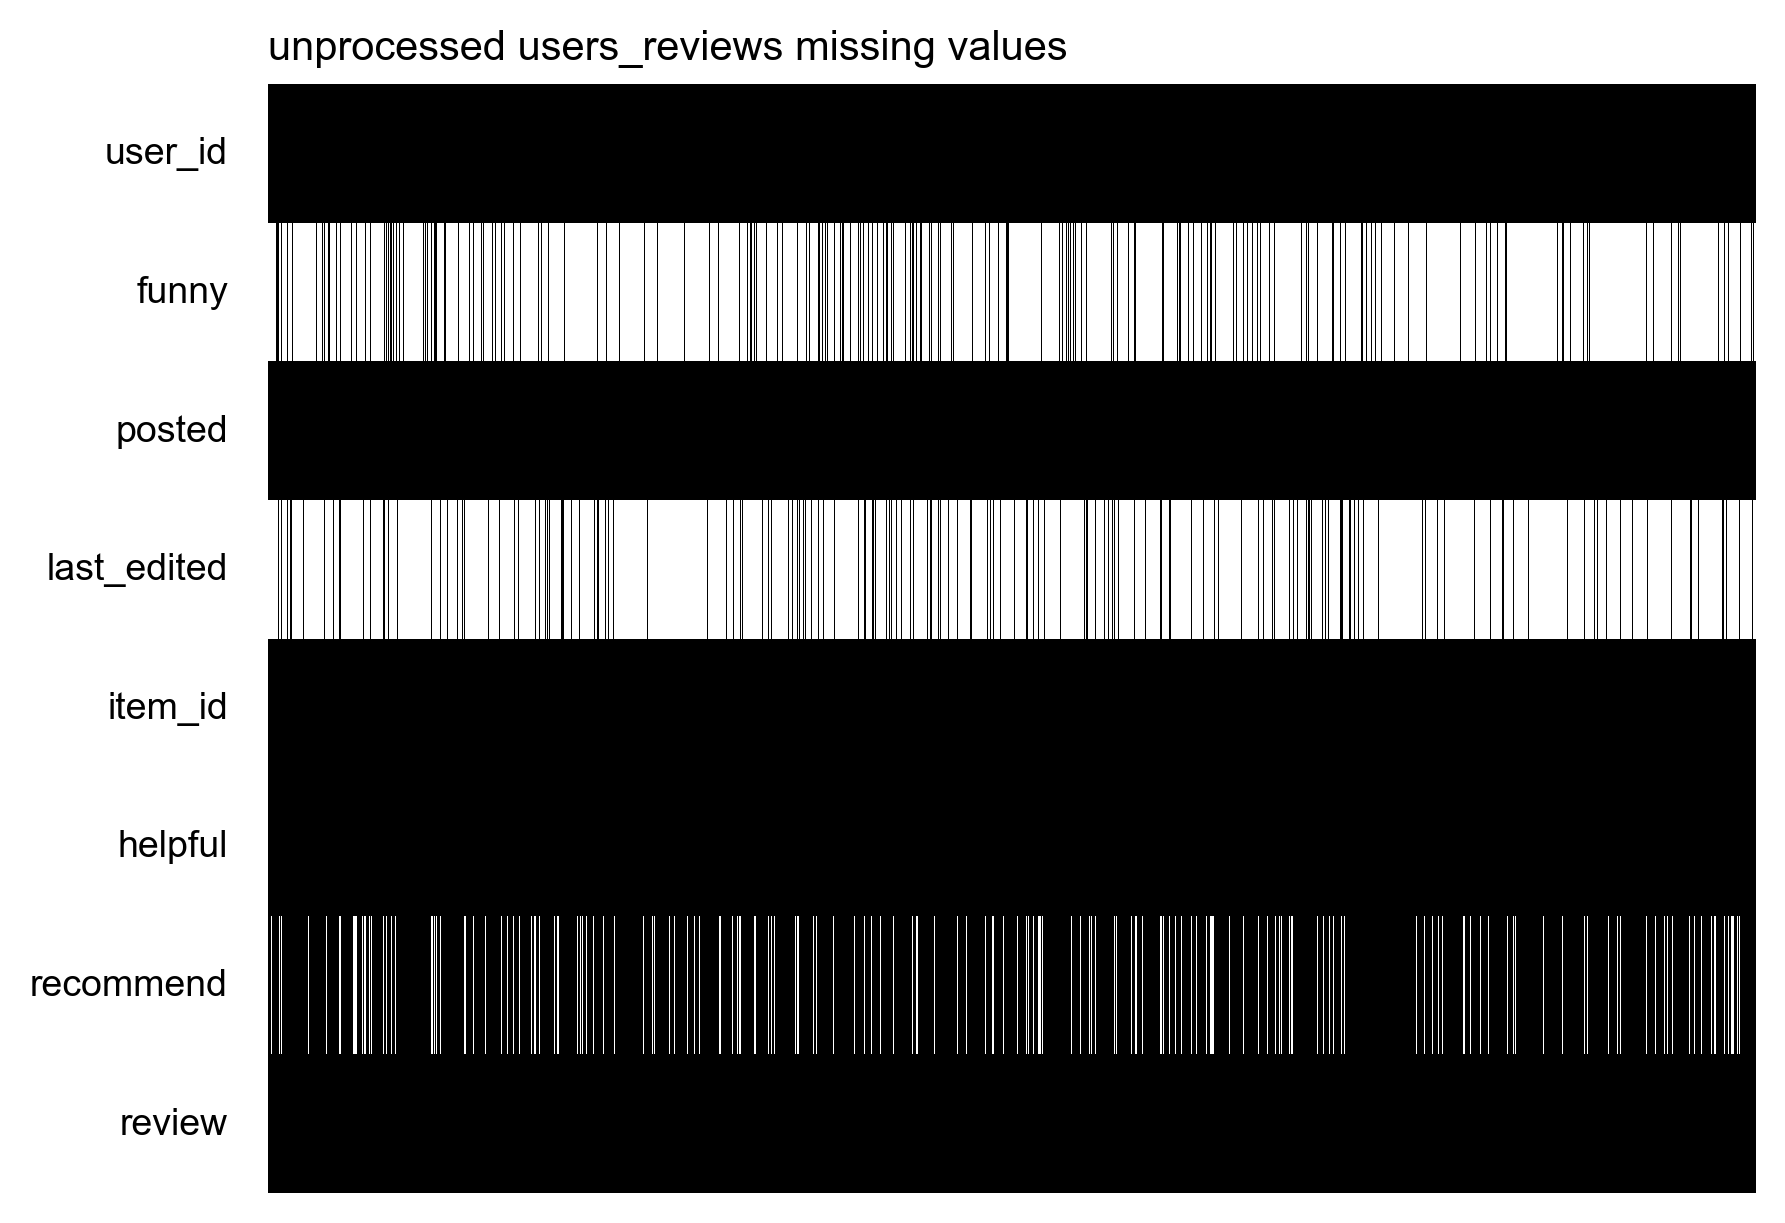 unprocessed users_reviews missing values
user_id
funny
posted
last_edited
item_id
helpful
recommend
review